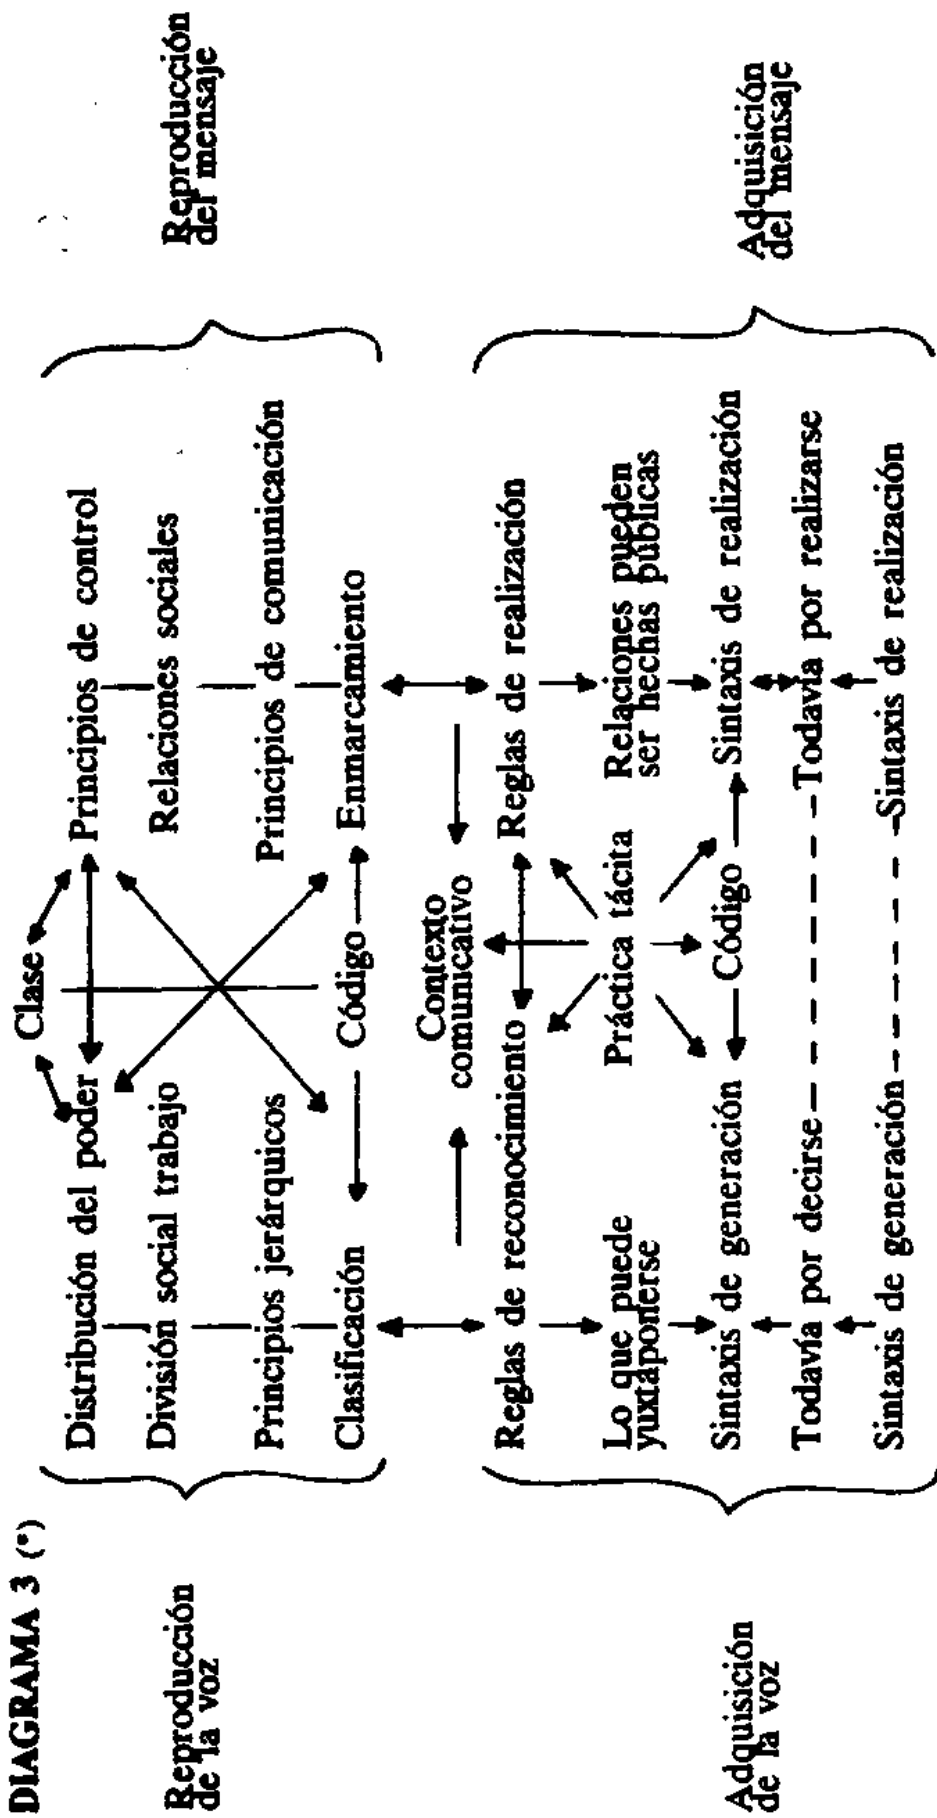 DIAGRAMA 3 (*)
Clase
Distribución del poder
Principios de control
Reproducción
de la voz
División social trabajo
Relaciones sociales
Reproducción
del mensaje
Principios jerárquicos
Principios de comunicación
Clasificación
Código
Enmarcamiento
Contexto
comunicativo
Reglas de reconocimiento
Reglas de realización
Lo que puede
yuxtaponerse
Práctica tácita
Relaciones pueden
ser hechas públicas
Adquisición
de la voz
Sintaxis de generación
Código
Sintaxis de realización
Adquisición
del mensaje
Todavía por decirse
Todavía por realizarse
Sintaxis de generación
Sintaxis de realización